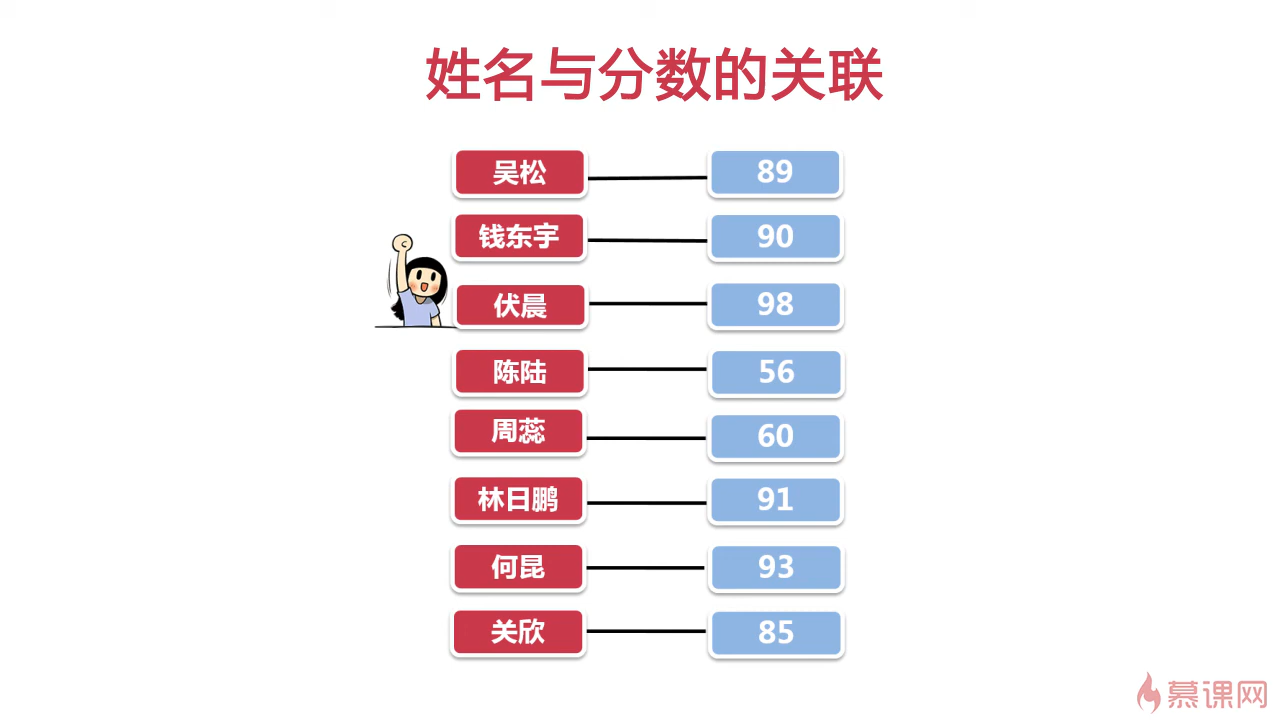 姓名与分数的关联
吴松 89
钱东宇 90
伏晨 98
陈陆 56
周蕊 60
林日鹏 91
何昆 93
关欣 85
慕课网